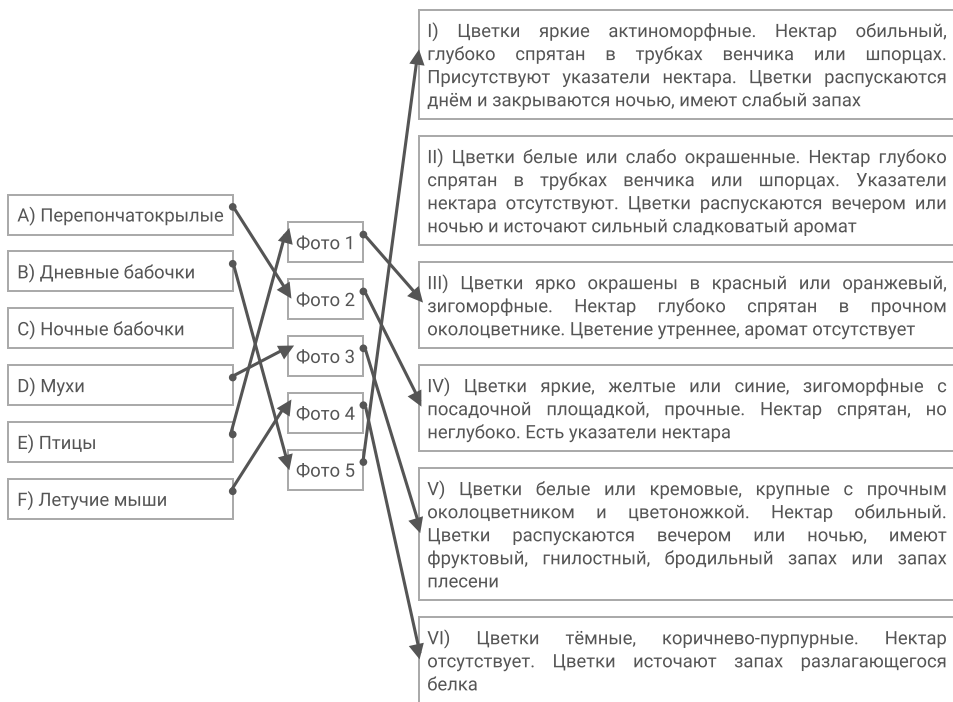 A) Перепончатокрылые
B) Дневные бабочки
C) Ночные бабочки
D) Мухи
E) Птицы
F) Летучие мыши
Фото 1
Фото 2
Фото 3
Фото 4
Фото 5
I) Цветки яркие актиноморфные. Нектар обильный,
глубоко спрятан в трубках венчика или шпорцах.
Присутствуют указатели нектара. Цветки распускаются
днём и закрываются ночью, имеют слабый запах
II) Цветки белые или слабо окрашенные. Нектар глубоко
спрятан в трубках венчика или шпорцах. Указатели
нектара отсутствуют. Цветки распускаются вечером или
ночью и источают сильный сладковатый аромат
III) Цветки ярко окрашены в красный или оранжевый,
зигоморфные. Нектар глубоко спрятан в прочном
околоцветнике. Цветение утреннее, аромат отсутствует
IV) Цветки яркие, желтые или синие, зигоморфные с
посадочной площадкой, прочные. Нектар спрятан, но
неглубоко. Есть указатели нектара
V) Цветки белые или кремовые, крупные с прочным
околоцветником и цветоножкой. Нектар обильный.
Цветки распускаются вечером или ночью, имеют
фруктовый, гнилостный, бродильный запах или запах
плесени
VI) Цветки тёмные, коричнево-пурпурные. Нектар
отсутствует. Цветки источают запах разлагающегося
белка